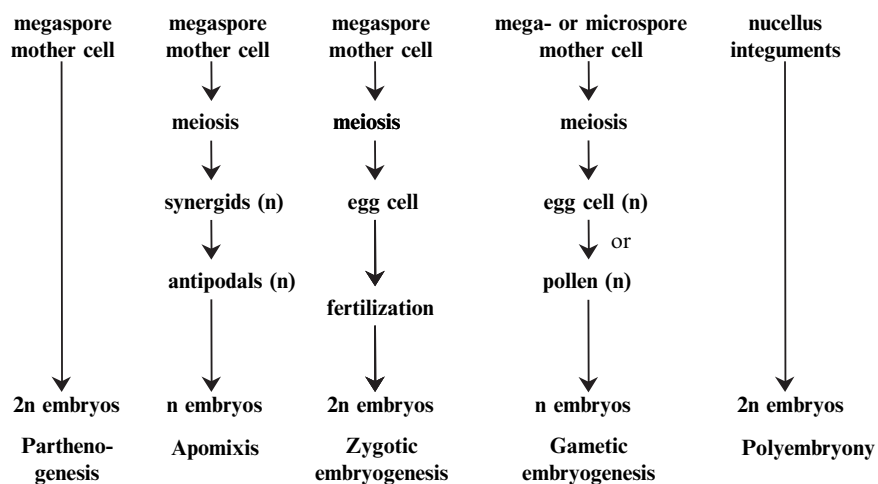 megaspore
mother cell
2n embryos
Partheno-
genesis
megaspore
mother cell
meiosis
synergids (n)
antipodals (n)
n embryos
Apomixis
megaspore
mother cell
meiosis
egg cell
fertilization
2n embryos
Zygotic
embryogenesis
mega- or microspore
mother cell
meiosis
egg cell (n)
or
pollen (n)
n embryos
Gametic
embryogenesis
nucellus
integuments
2n embryos
Polyembryony